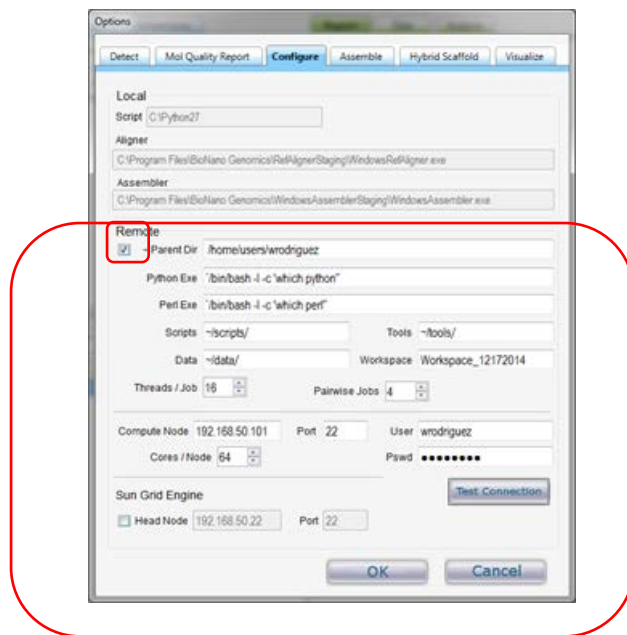 Options
Detect Mol Quality Report Configure Assemble Hybrid Scaffold Visualize
Local
Script C:\Python27
Aligner
C:\Program Files\BioNano Genomics\RefAlignerStaging\WindowsRefAligner.exe
Assembler
C:\Program Files\BioNano Genomics\WindowsAssemblerStaging\WindowsAssembler.exe
Remote
~ Parent Dir /home/users/wrodriguez
Python Exe `/bin/bash -l -c 'which python'`
Perl Exe `/bin/bash -l -c 'which perl'`
Scripts ~/scripts/ Tools ~/tools/
Data ~/data/ Workspace Workspace_12172014
Threads / Job 16 Pairwise Jobs 4
Compute Node 192.168.50.101 Port 22 User wrodriguez
Cores / Node 64 Pswd ●●●●●●●●
Test Connection
Sun Grid Engine
Head Node 192.168.50.22 Port 22
OK Cancel